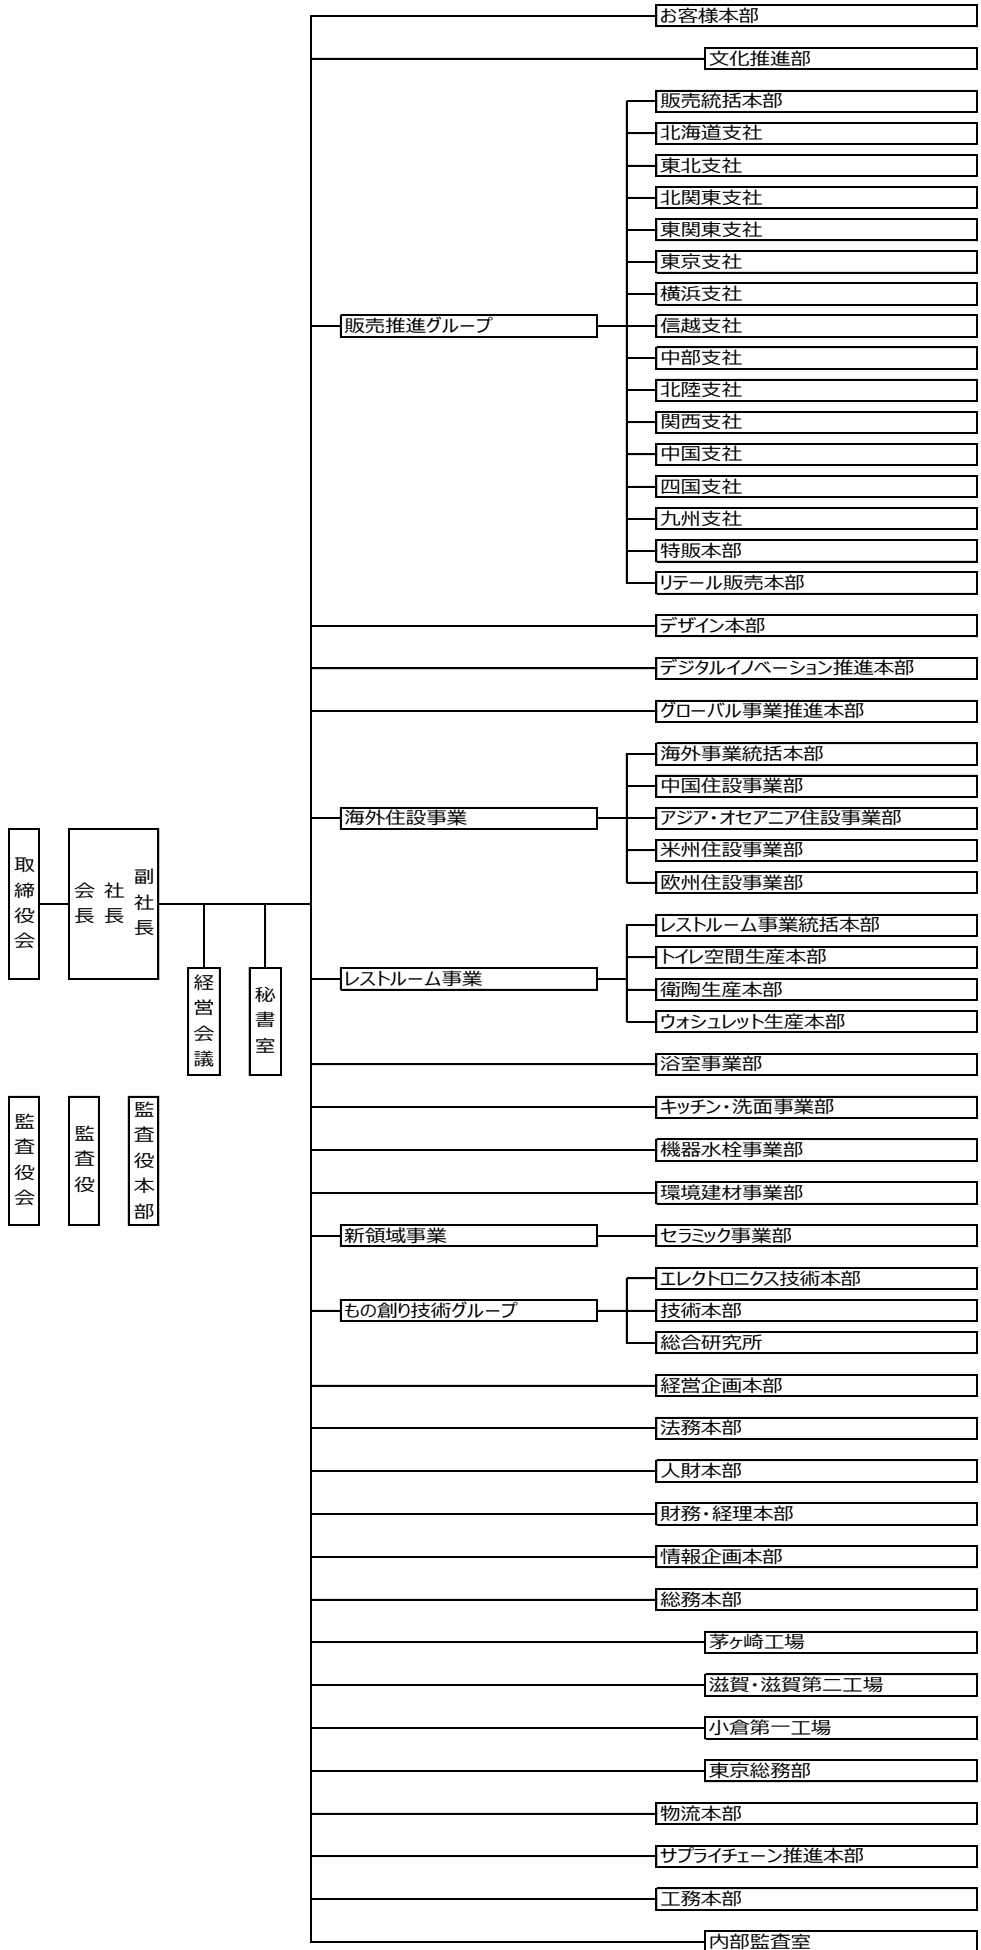 お客様本部
文化推進部
販売統括本部
北海道支社
東北支社
北関東支社
東関東支社
東京支社
横浜支社
販売推進グループ
信越支社
中部支社
北陸支社
関西支社
中国支社
四国支社
九州支社
特販本部
リテール販売本部
デザイン本部
デジタルイノベーション推進本部
グローバル事業推進本部
海外事業統括本部
中国住設事業部
海外住設事業
アジア・オセアニア住設事業部
米州住設事業部
欧州住設事業部
取締役会
会長
社長
副社長
経営会議
秘書室
レストルーム事業統括本部
トイレ空間生産本部
レストルーム事業
衛陶生産本部
ウォシュレット生産本部
浴室事業部
監査役会
監査役
監査役本部
キッチン・洗面事業部
機器水栓事業部
環境建材事業部
新領域事業
セラミック事業部
エレクトロニクス技術本部
もの創り技術グループ
技術本部
総合研究所
経営企画本部
法務本部
人財本部
財務・経理本部
情報企画本部
総務本部
茅ヶ崎工場
滋賀・滋賀第二工場
小倉第一工場
東京総務部
物流本部
サプライチェーン推進本部
工務本部
内部監査室